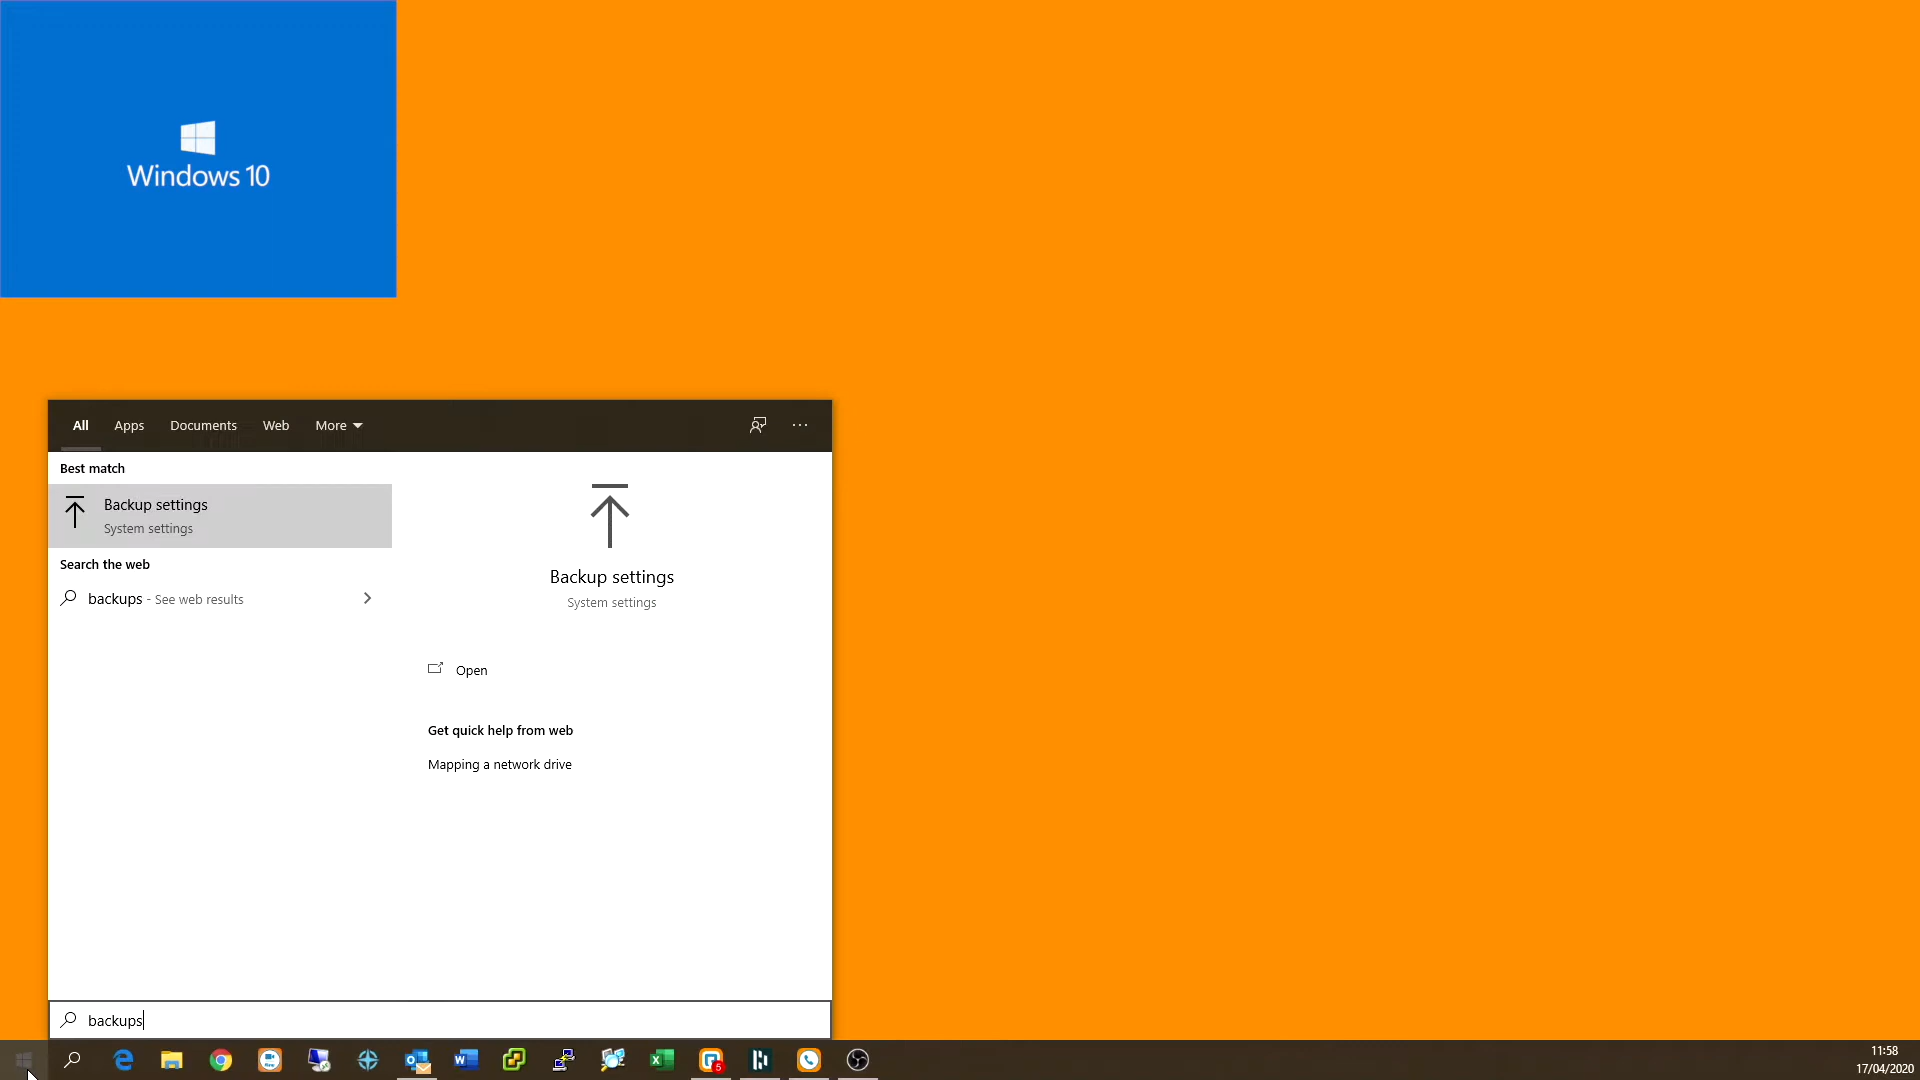 Windows 10
All Apps Documents Web More
Best match
Backup settings
System settings
Search the web
backups - See web results
Backup settings
System settings
Open
Get quick help from web
Mapping a network drive
backups
5
11:58
17/04/2020